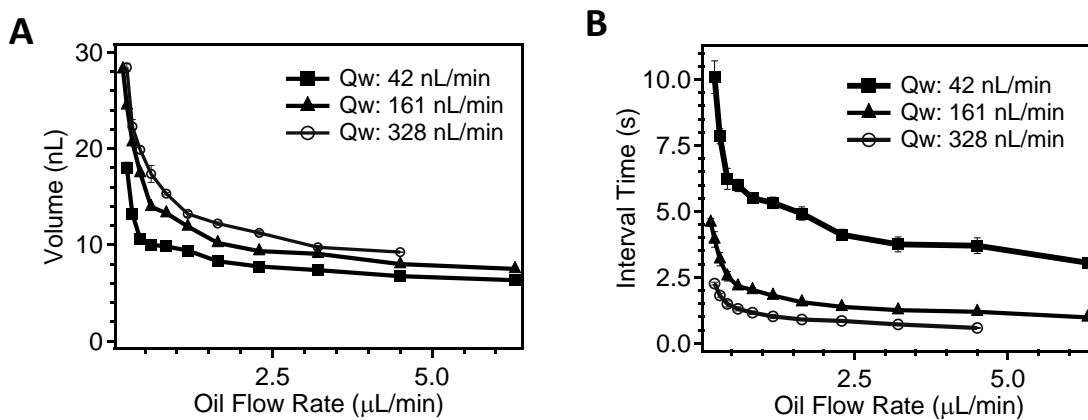 A
30
20
10
0
Volume (nL)
Qw: 42 nL/min
Qw: 161 nL/min
Qw: 328 nL/min
2.5
5.0
Oil Flow Rate (μL/min)
B
10.0
7.5
5.0
2.5
0.0
Interval Time (s)
Qw: 42 nL/min
Qw: 161 nL/min
Qw: 328 nL/min
2.5
5.0
Oil Flow Rate (μL/min)